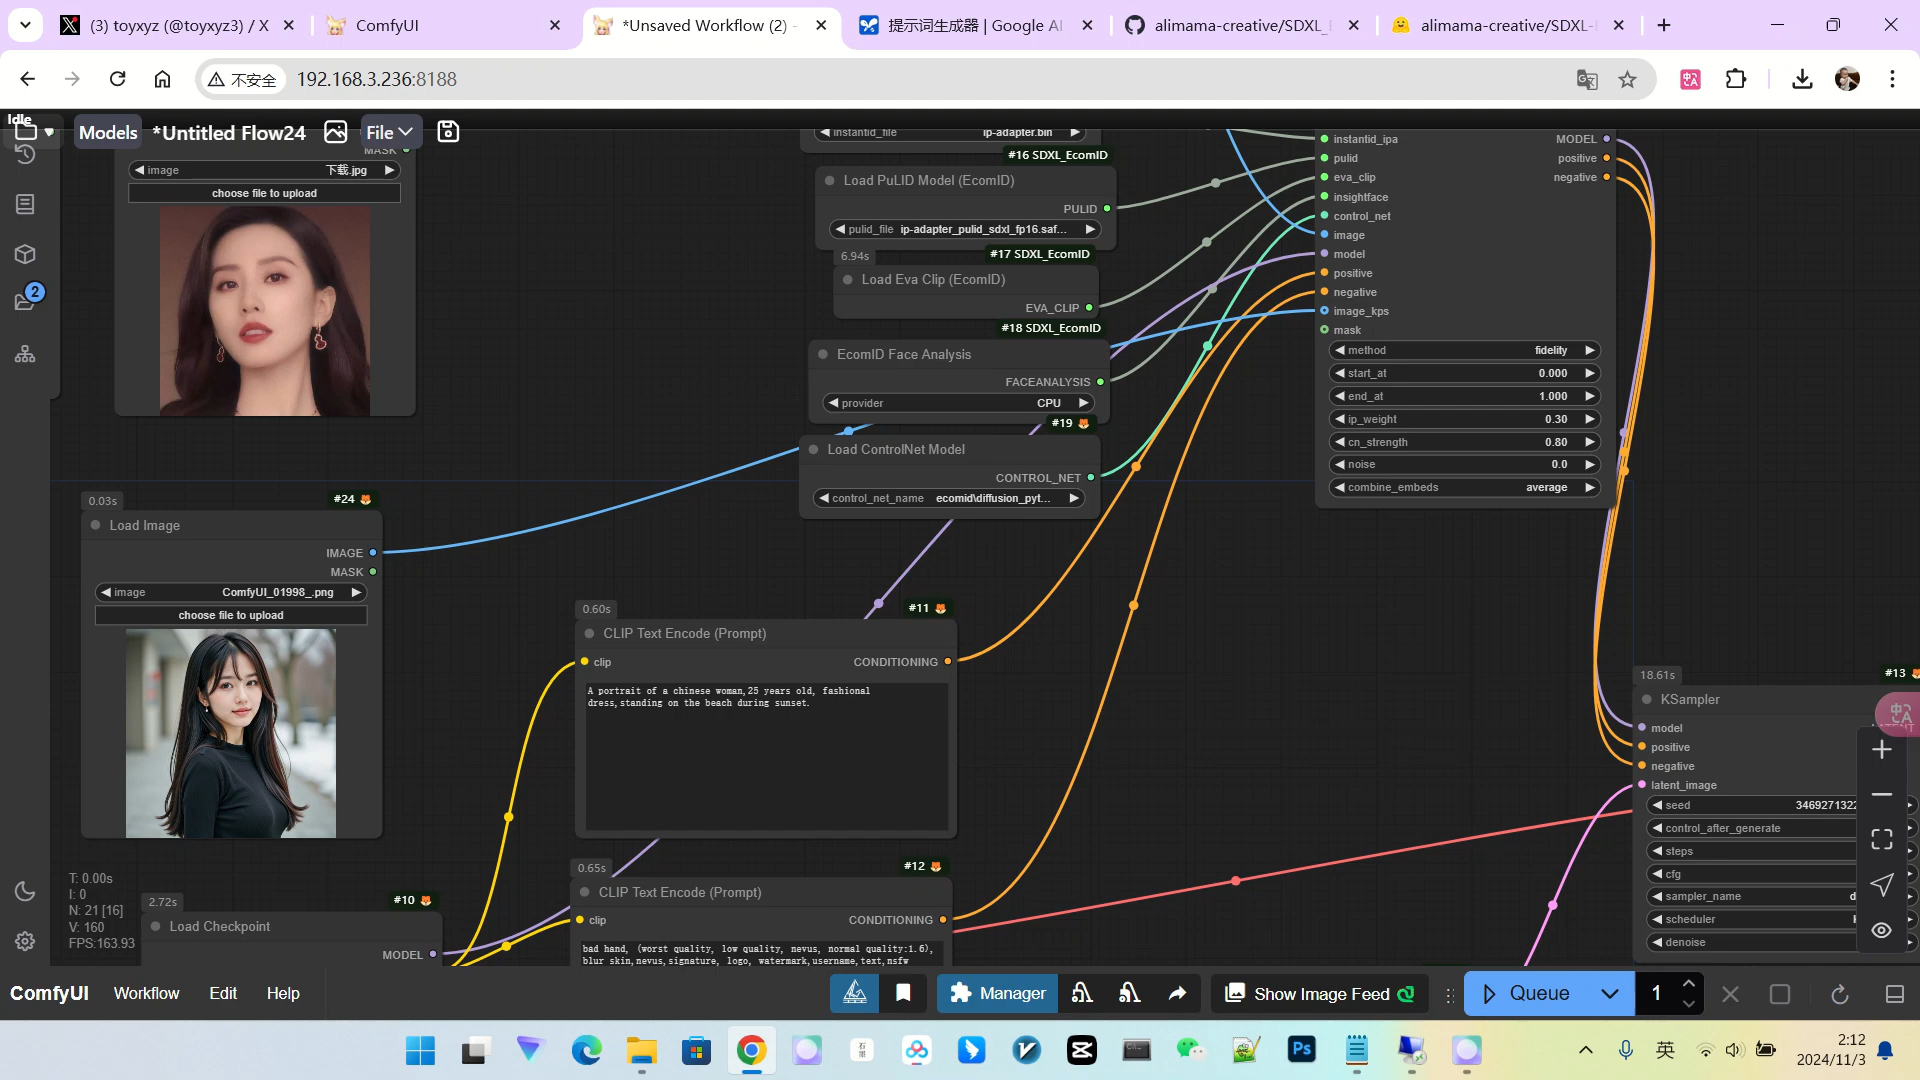 (3) toyxyz (@toyxyz3) / X
ComfyUI
*Unsaved Workflow (2) -
提示词生成器 | Google AI
alimama-creative/SDXL_
alimama-creative/SDXL-
不安全
192.168.3.236:8188
Idle
Models
*Untitled Flow24
File
MASK
image
下载.jpg
choose file to upload
instantid_file
ip-adapter.bin
#16 SDXL_EcomID
Load PuLID Model (EcomID)
PULID
pulid_file
ip-adapter_pulid_sdxl_fp16.saf...
6.94s
#17 SDXL_EcomID
Load Eva Clip (EcomID)
EVA_CLIP
#18 SDXL_EcomID
EcomID Face Analysis
FACEANALYSIS
provider
CPU
#19
Load ControlNet Model
CONTROL_NET
control_net_name
ecomid\diffusion_pyt...
instantid_ipa
MODEL
pulid
positive
eva_clip
negative
insightface
control_net
image
model
positive
negative
image_kps
mask
method
fidelity
start_at
0.000
end_at
1.000
ip_weight
0.30
cn_strength
0.80
noise
0.0
combine_embeds
average
2
0.03s
#24
Load Image
IMAGE
MASK
image
ComfyUI_01998_.png
choose file to upload
0.60s
#11
CLIP Text Encode (Prompt)
clip
CONDITIONING
A portrait of a chinese woman,25 years old, fashional
dress,standing on the beach during sunset.
0.65s
#12
CLIP Text Encode (Prompt)
clip
CONDITIONING
bad hand, (worst quality, low quality, nevus, normal quality:1.6),
blur skin,nevus,signature, logo, watermark,username,text,nsfw
18.61s
#13
KSampler
model
positive
negative
latent_image
seed
3469271322
control_after_generate
steps
cfg
sampler_name
scheduler
denoise
T: 0.00s
I: 0
N: 21 [16]
V: 160
FPS:163.93
2.72s
#10
Load Checkpoint
MODEL
ComfyUI
Workflow
Edit
Help
Manager
Show Image Feed
Queue
1
Ps
英
2:12
2024/11/3